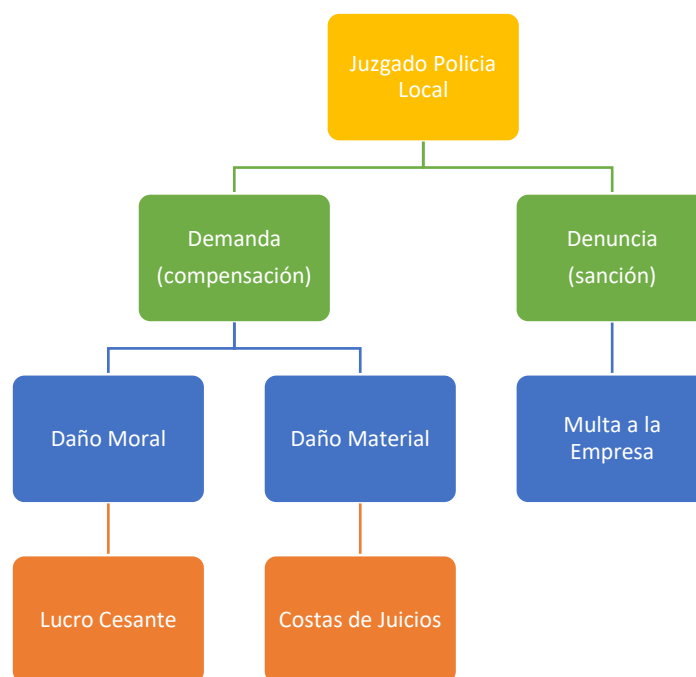 Juzgado Policia
Local
Demanda
(compensación)
Denuncia
(sanción)
Daño Moral
Daño Material
Multa a la
Empresa
Lucro Cesante
Costas de Juicios